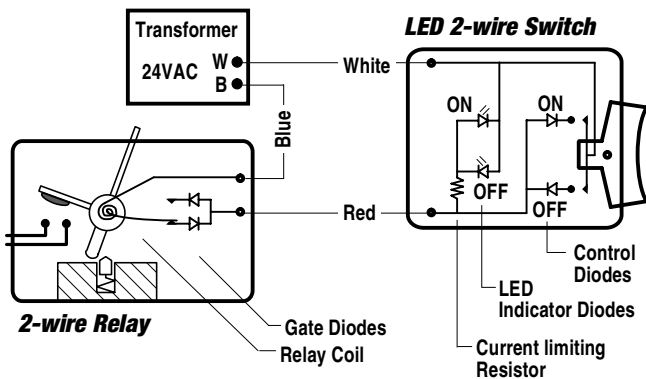 LED 2-wire Switch
Transformer
24VAC
W
B
White
Blue
ON
ON
OFF
OFF
Red
Control
Diodes
LED
Indicator Diodes
2-wire Relay
Gate Diodes
Relay Coil
Current limiting
Resistor